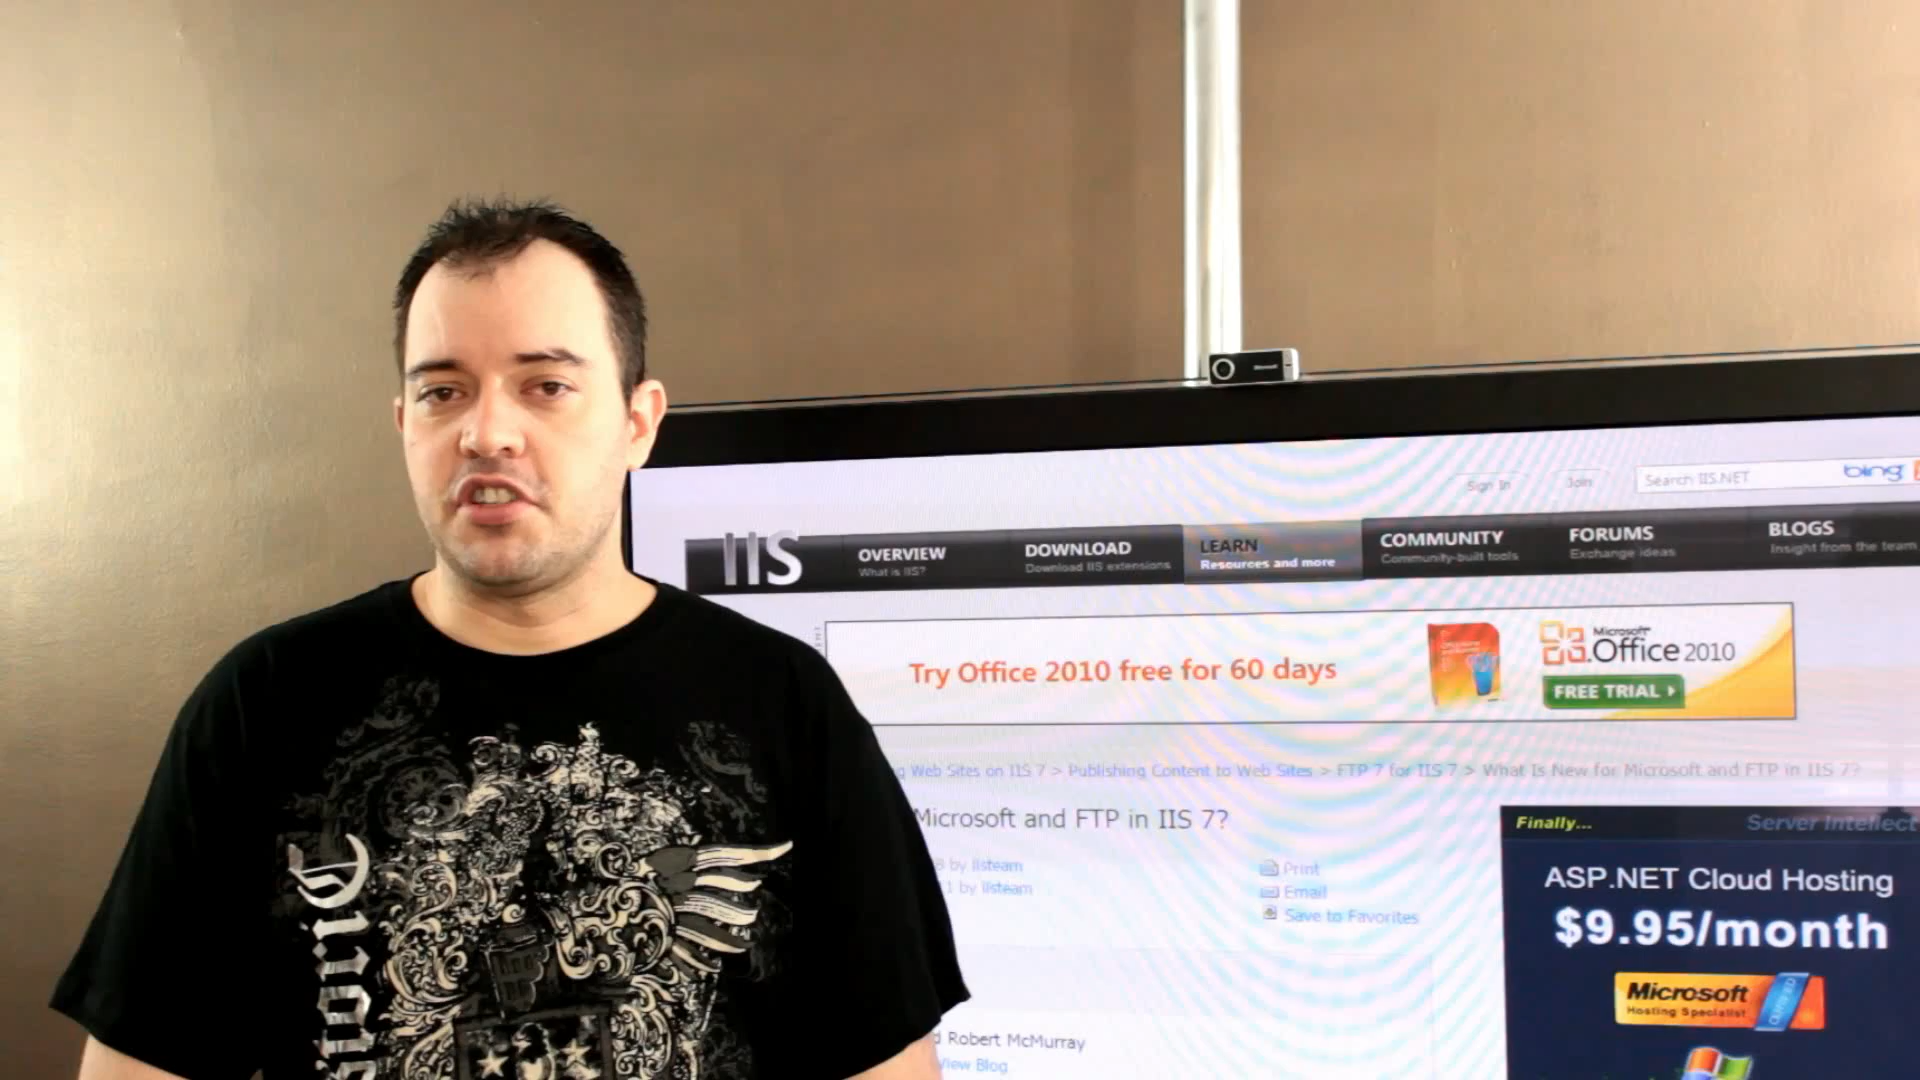 Microsoft
Sign In
Join
Search IIS.NET
bing
IIS
OVERVIEW
What is IIS?
DOWNLOAD
Download IIS extensions
LEARN
Resources and more
COMMUNITY
Community-built tools
FORUMS
Exchange ideas
BLOGS
Insight from the team
Try Office 2010 free for 60 days
Microsoft
Office 2010
FREE TRIAL
g Web Sites on IIS 7 > Publishing Content to Web Sites > FTP 7 for IIS 7 > What Is New for Microsoft and FTP in IIS 7?
Microsoft and FTP in IIS 7?
8 by iisteam
1 by iisteam
Print
Email
Save to Favorites
d Robert McMurray
View Blog
Finally...
Server Intellect
ASP.NET Cloud Hosting
$9.95/month
Microsoft
Hosting Specialist
CERTIFIED